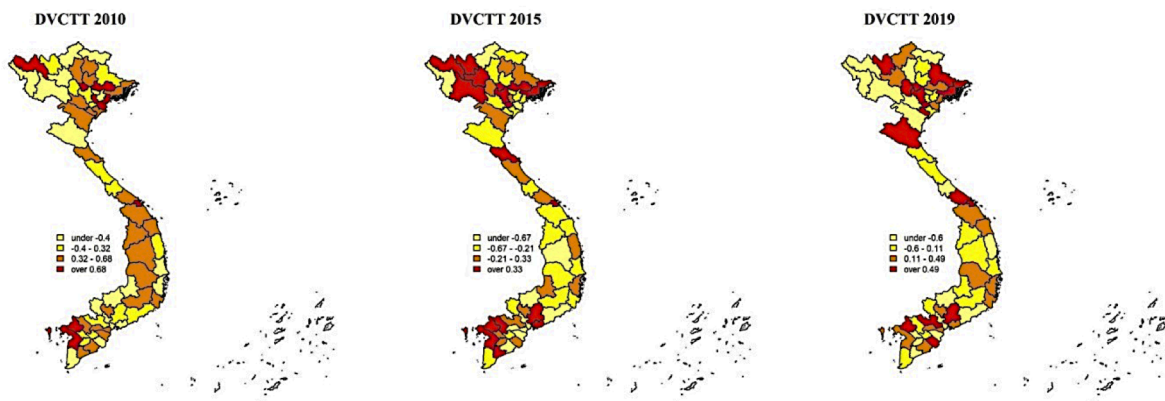 DVCTT 2010
under -0.4
-0.4 - 0.32
0.32 - 0.68
over 0.68
DVCTT 2015
under -0.67
-0.67 - -0.21
-0.21 - 0.33
over 0.33
DVCTT 2019
under -0.6
-0.6 - 0.11
0.11 - 0.49
over 0.49